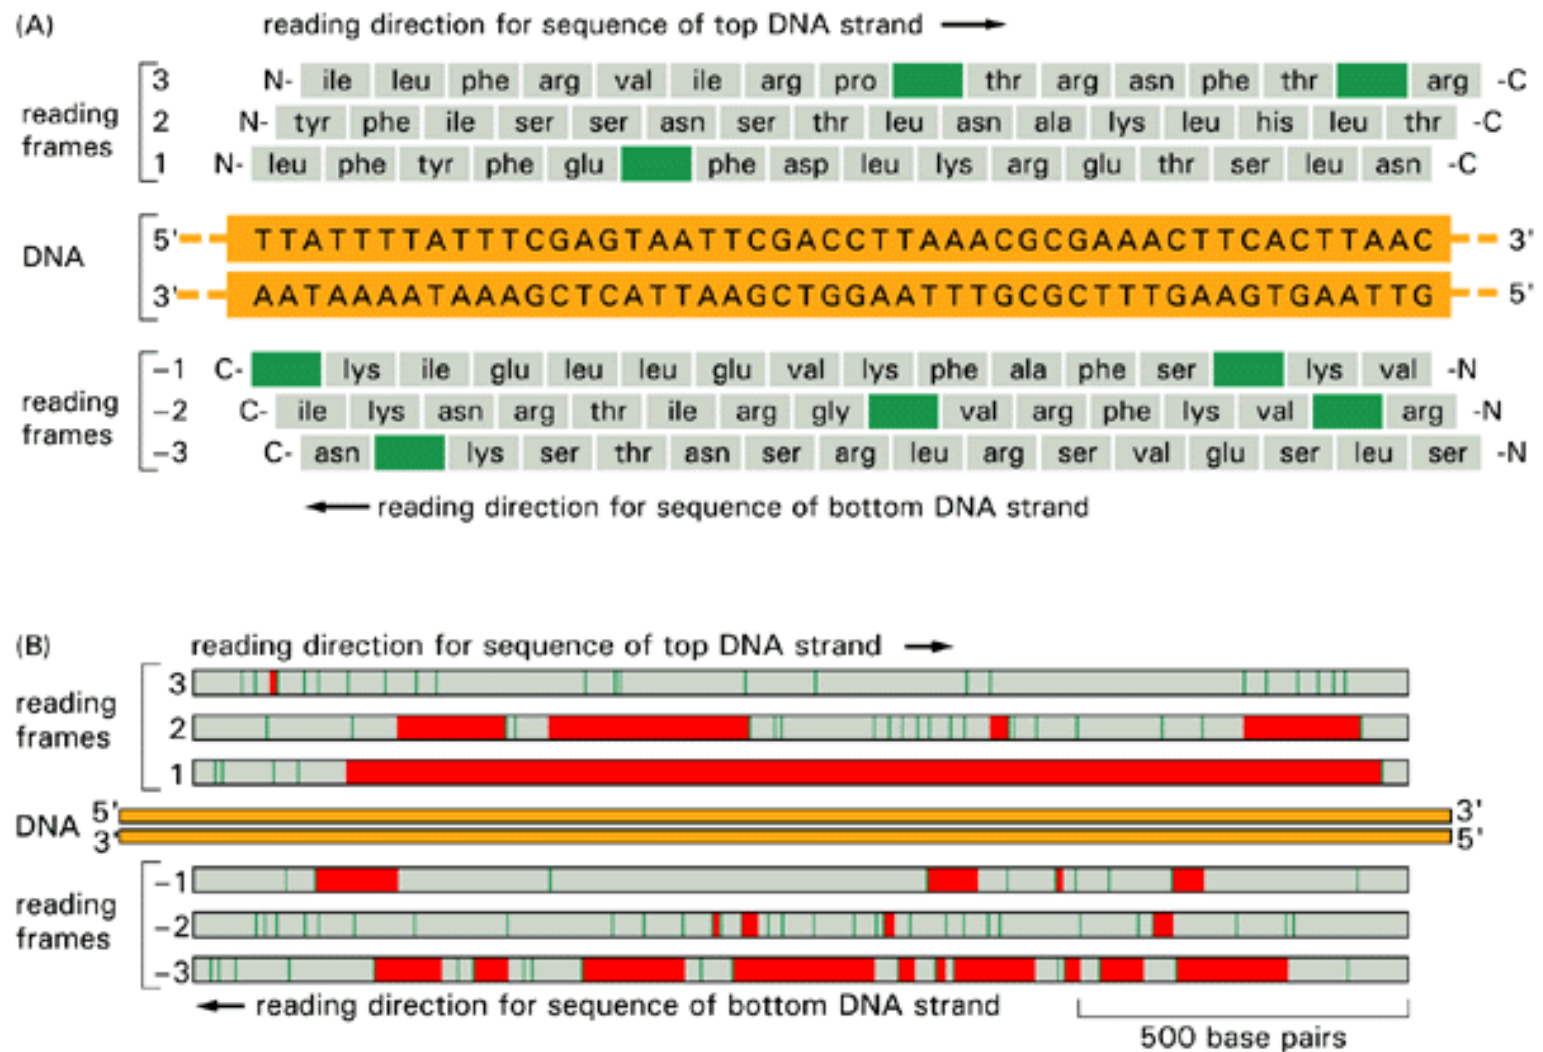 (A) reading direction for sequence of top DNA strand
3 N- ile leu phe arg val ile arg pro thr arg asn phe thr arg -C
reading frames
2 N- tyr phe ile ser ser asn ser thr leu asn ala lys leu his leu thr -C
1 N- leu phe tyr phe glu phe asp leu lys arg glu thr ser leu asn -C
DNA
5' TTATTTTATTTCGAGTAATTCGACCTTAAACGCGAAACTTCACTTAAC 3'
3' AATAAAATAAAGCTCATTAAGCTGGAATTTGCGCTTTGAAGTGAATTG 5'
-1 C- lys ile glu leu leu glu val lys phe ala phe ser lys val -N
reading frames
-2 C- ile lys asn arg thr ile arg gly val arg phe lys val arg -N
-3 C- asn lys ser thr asn ser arg leu arg ser val glu ser leu ser -N
reading direction for sequence of bottom DNA strand
(B) reading direction for sequence of top DNA strand
3
reading frames
2
1
DNA
5' 3'
3' 5'
-1
reading frames
-2
-3
reading direction for sequence of bottom DNA strand
500 base pairs